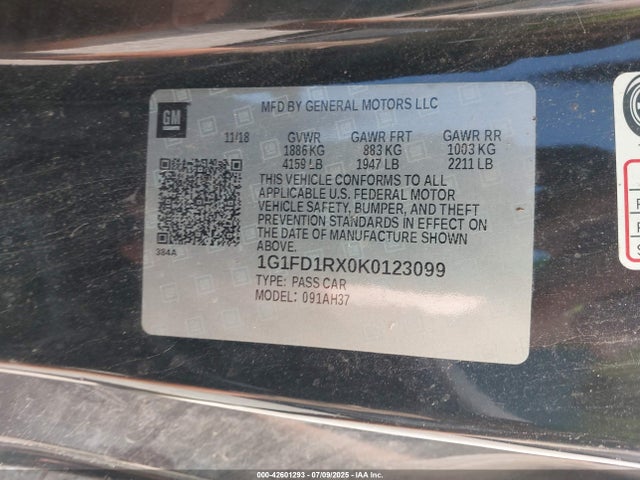 GM
MFD BY GENERAL MOTORS LLC
11/18 GVWR GAWR FRT GAWR RR
1886 KG 883 KG 1003 KG
4159 LB 1947 LB 2211 LB
THIS VEHICLE CONFORMS TO ALL
APPLICABLE U.S. FEDERAL MOTOR
VEHICLE SAFETY, BUMPER, AND THEFT
PREVENTION STANDARDS IN EFFECT ON
THE DATE OF MANUFACTURE SHOWN
ABOVE.
384A
1G1FD1RX0K0123099
TYPE: PASS CAR
MODEL: 091AH37
000-42601293 - 07/09/2025 - IAA Inc.